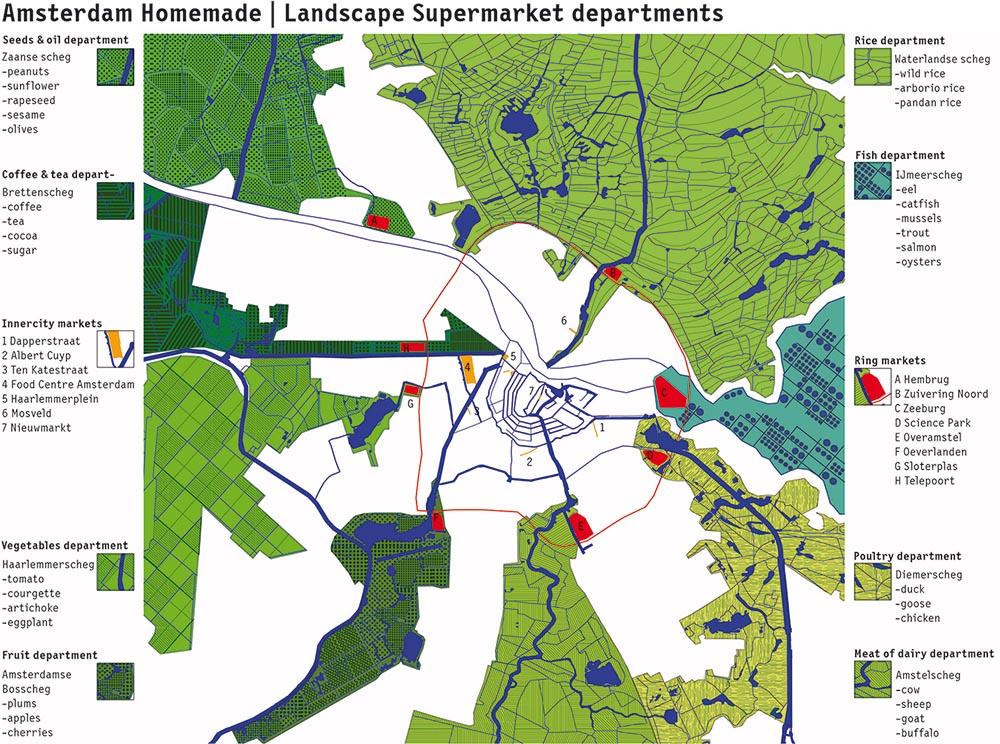 Amsterdam Homemade | Landscape Supermarket departments
Seeds & oil department
Zaanse scheg
-peanuts
-sunflower
-rapeseed
-sesame
-olives
Coffee & tea depart-
Brettenscheg
-coffee
-tea
-cocoa
-sugar
Innercity markets
1 Dapperstraat
2 Albert Cuyp
3 Ten Katestraat
4 Food Centre Amsterdam
5 Haarlemmerplein
6 Mosveld
7 Nieuwmarkt
Vegetables department
Haarlemmerscheg
-tomato
-courgette
-artichoke
-eggplant
Fruit department
Amsterdamse
Bosscheg
-plums
-apples
-cherries
A
B
6
H
5
4
G
C
7
3
1
2
D
F
E
Rice department
Waterlandse scheg
-wild rice
-arborio rice
-pandan rice
Fish department
IJmeerscheg
-eel
-catfish
-mussels
-trout
-salmon
-oysters
Ring markets
A Hembrug
B Zuivering Noord
C Zeeburg
D Science Park
E Overamstel
F Oeverlanden
G Sloterplas
H Telepoort
Poultry department
Diemerscheg
-duck
-goose
-chicken
Meat of dairy department
Amstelscheg
-cow
-sheep
-goat
-buffalo